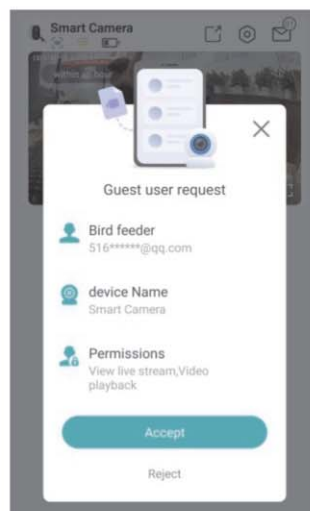 Smart Camera
Guest user request
Bird feeder
516******@qq.com
device Name
Smart Camera
Permissions
View live stream,Video
playback
Accept
Reject